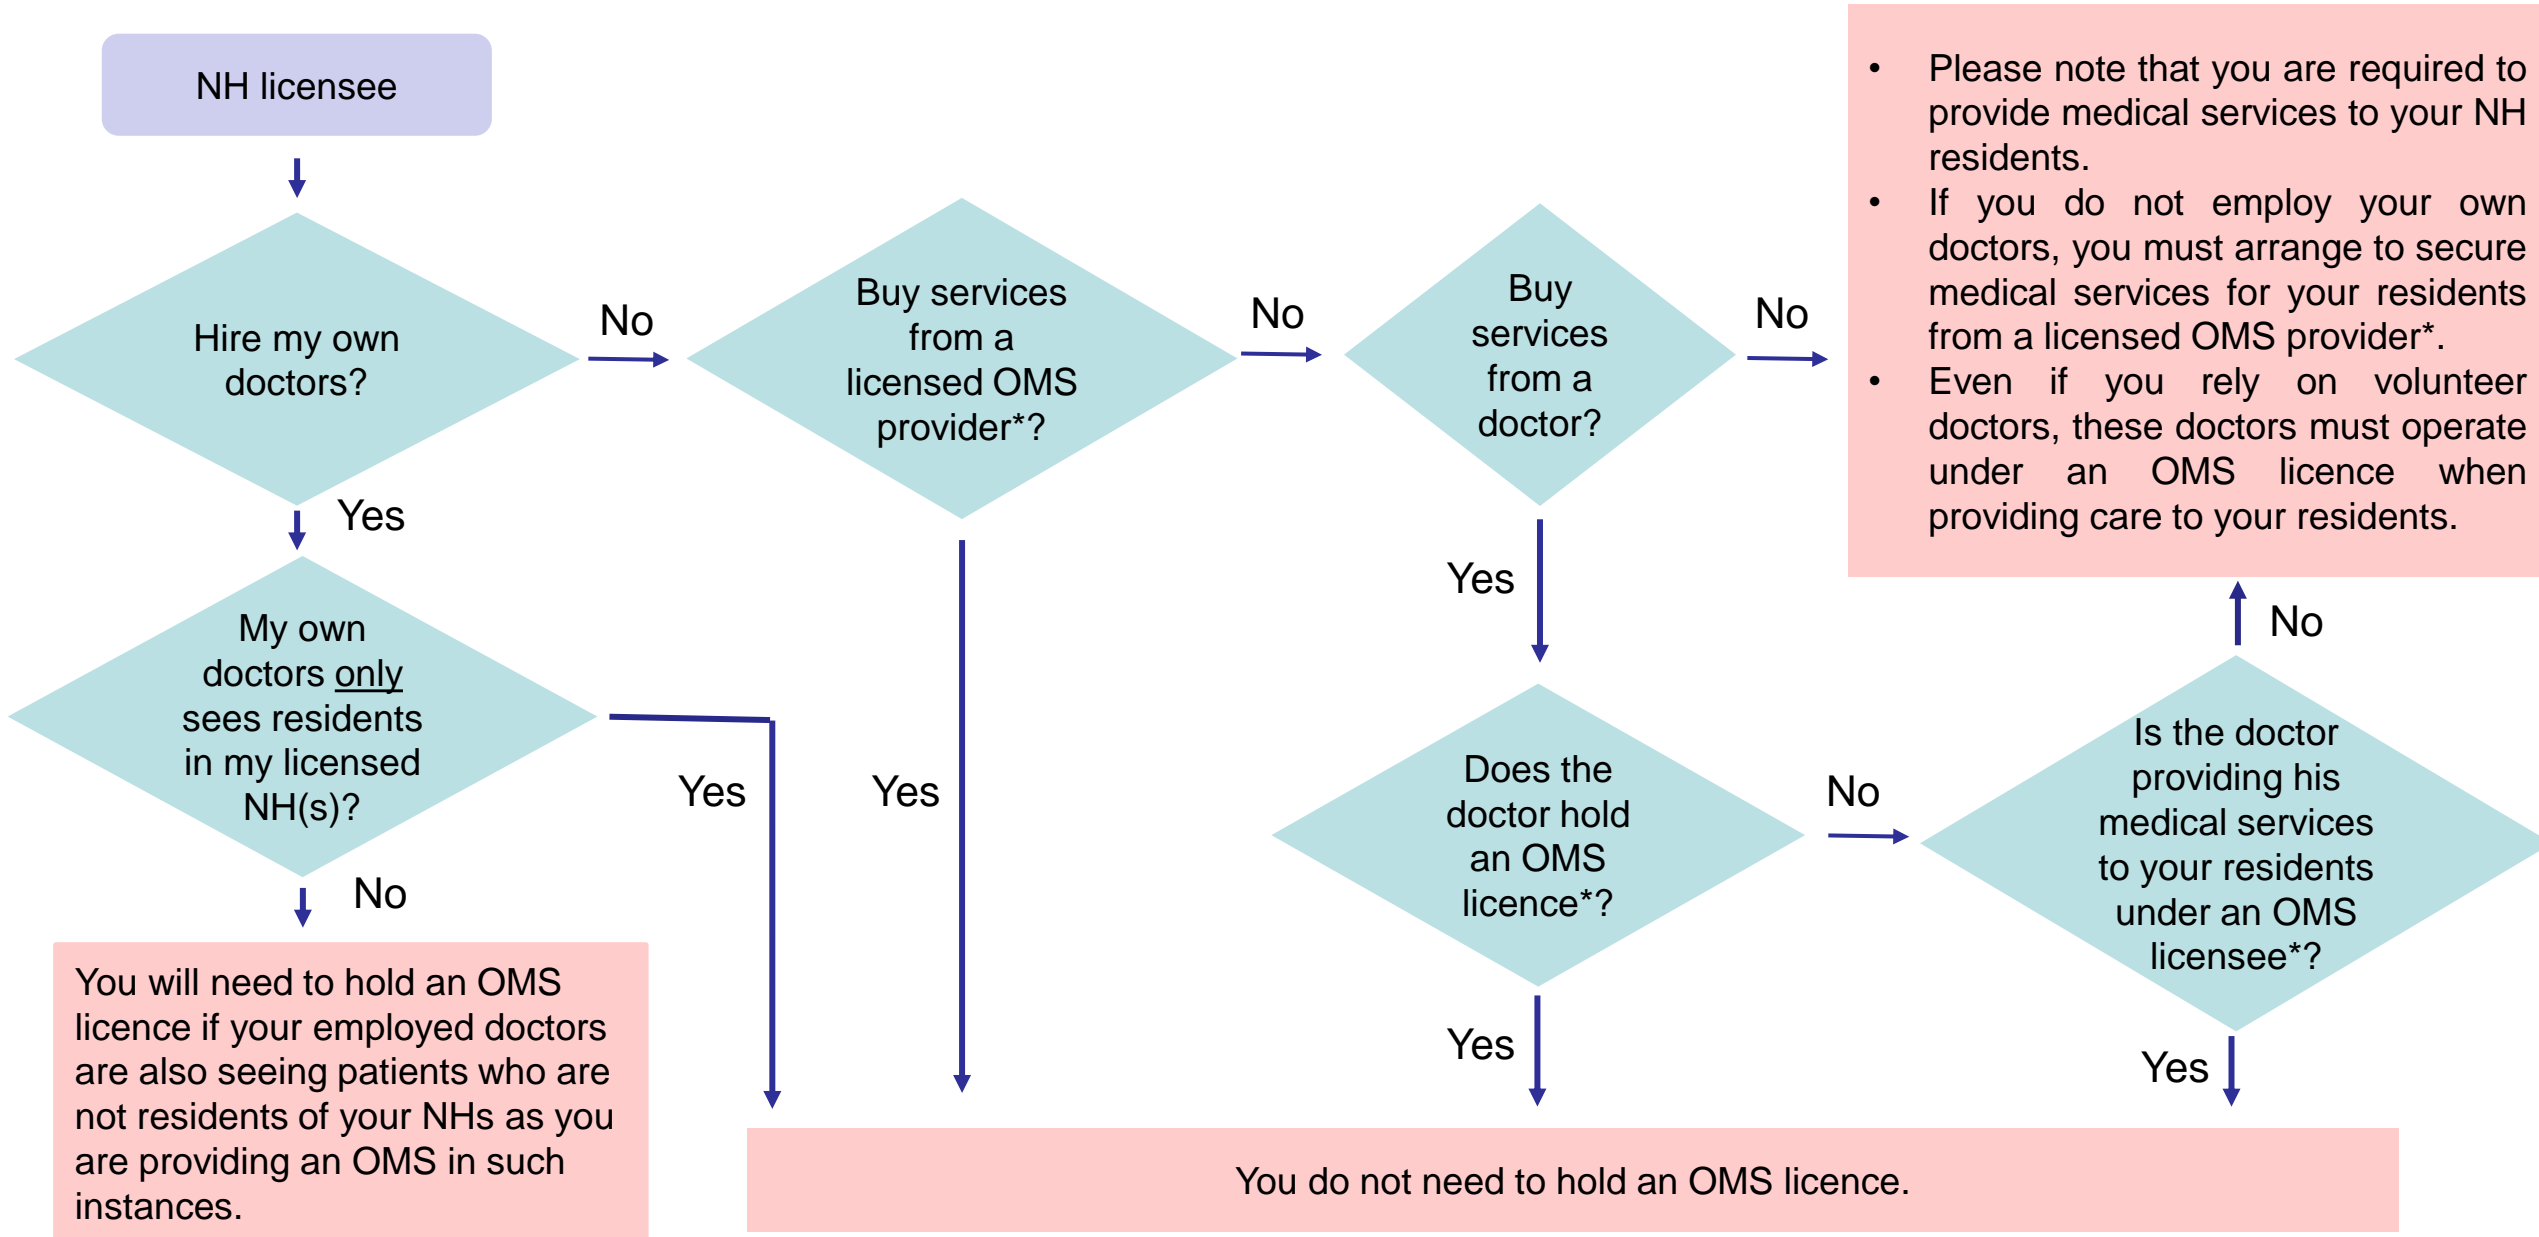 NH licensee
Hire my own
doctors?
No
Buy services
from a
licensed OMS
provider*?
No
Buy
services
from a
doctor?
No
• Please note that you are required to
provide medical services to your NH
residents.
• If you do not employ your own
doctors, you must arrange to secure
medical services for your residents
from a licensed OMS provider*.
• Even if you rely on volunteer
doctors, these doctors must operate
under an OMS licence when
providing care to your residents.
Yes
My own
doctors only
sees residents
in my licensed
NH(s)?
Yes
Yes
Yes
Does the
doctor hold
an OMS
licence*?
No
Is the doctor
providing his
medical services
to your residents
under an OMS
licensee*?
No
No
You will need to hold an OMS
licence if your employed doctors
are also seeing patients who are
not residents of your NHs as you
are providing an OMS in such
instances.
Yes
Yes
You do not need to hold an OMS licence.